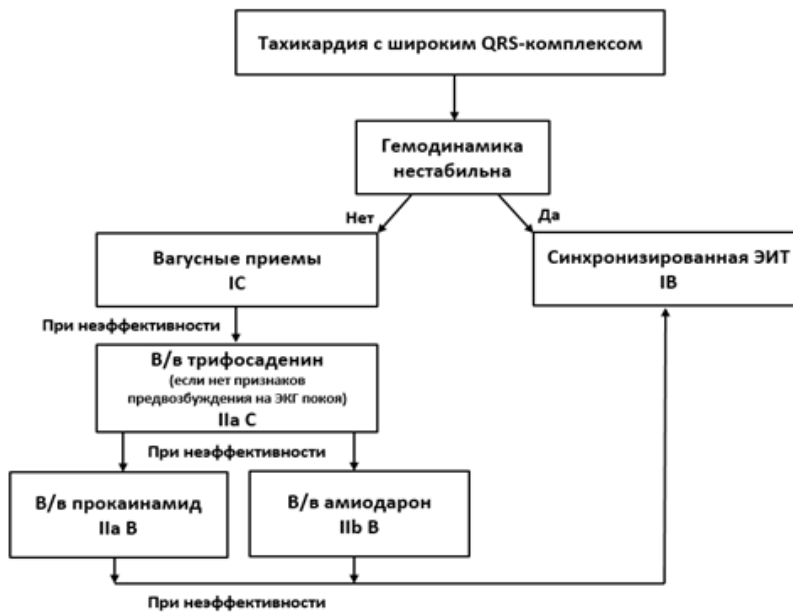 Тахикардия с широким QRS-комплексом
Гемодинамика
нестабильна
Нет
Да
Вагусные приемы
IC
Синхронизированная ЭИТ
IB
При неэффективности
В/в трифосаденин
(если нет признаков
предвозбуждения на ЭКГ покоя)
IIa C
При неэффективности
В/в прокаинамид
IIa B
В/в амиодарон
IIb B
При неэффективности